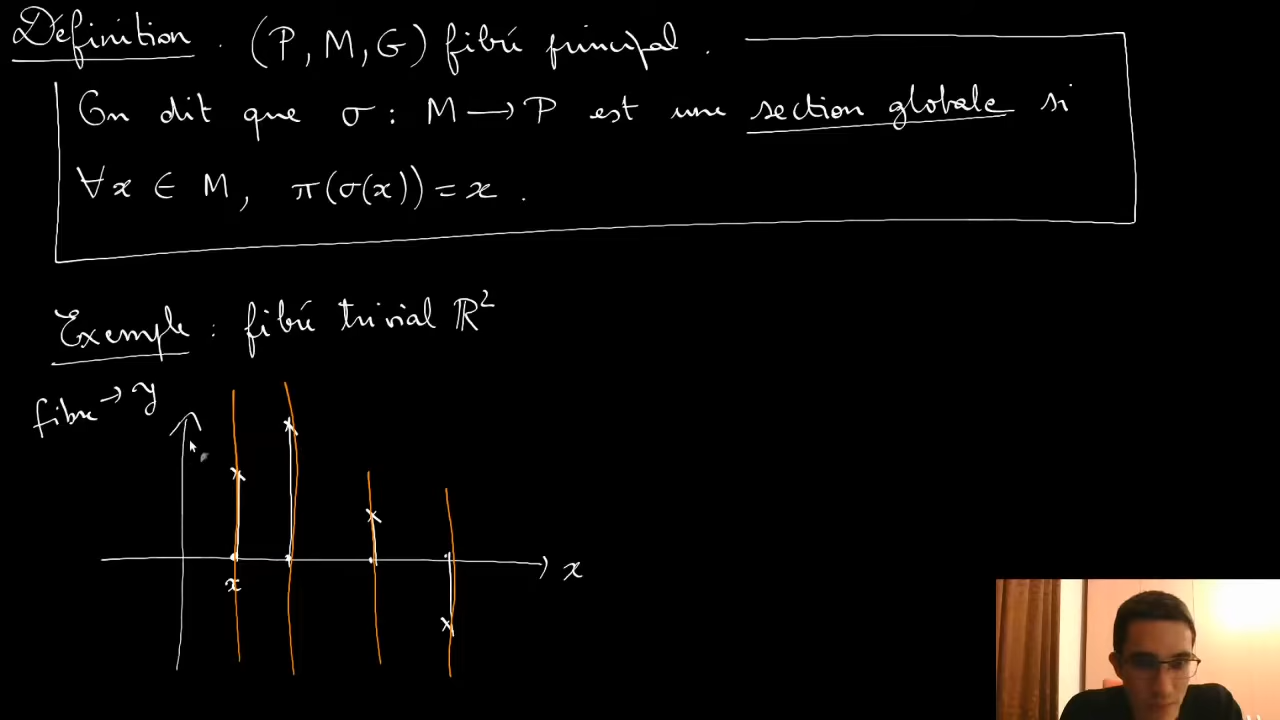 Définition . (P, M, G) fibré principal .
On dit que σ : M → P est une section globale si
∀x ∈ M, π(σ(x)) = x .
Exemple : fibré trivial ℝ²
fibre → y
x
x